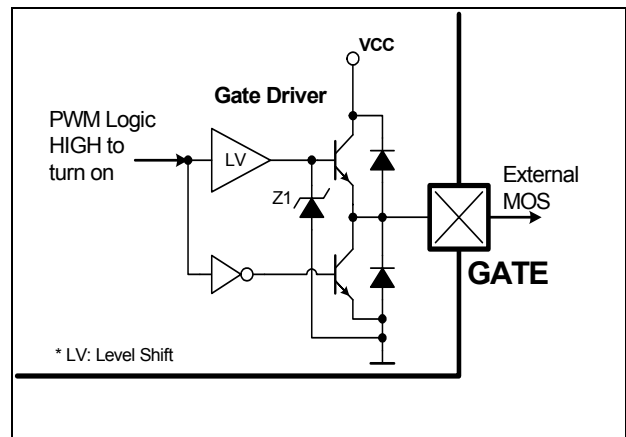 VCC
Gate Driver
PWM Logic
HIGH to
turn on
LV
Z1
External
MOS
GATE
* LV: Level Shift